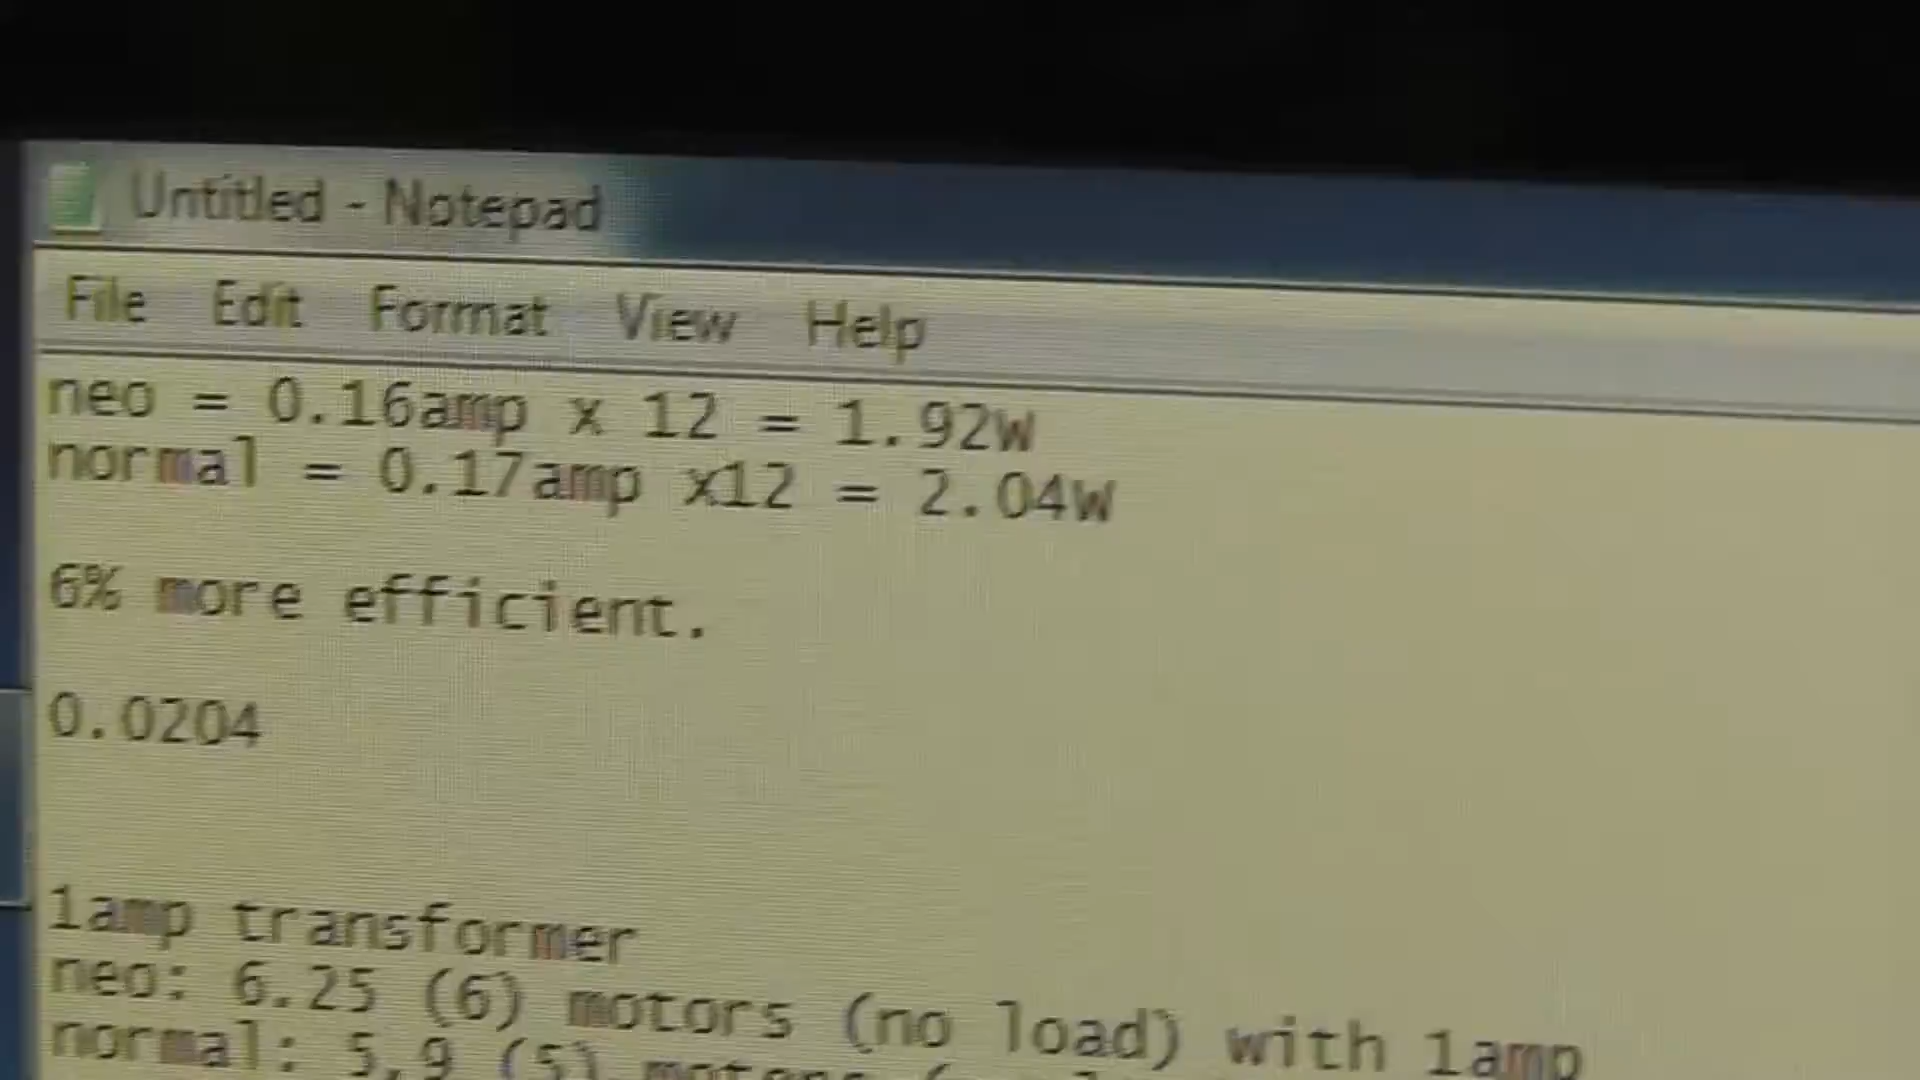 Untitled - Notepad
File Edit Format View Help
neo = 0.16amp x 12 = 1.92W
normal = 0.17amp x12 = 2.04W
6% more efficient.
0.0204
1amp transformer
neo: 6.25 (6) motors (no load) with 1amp
normal: 5,9 (5) motors